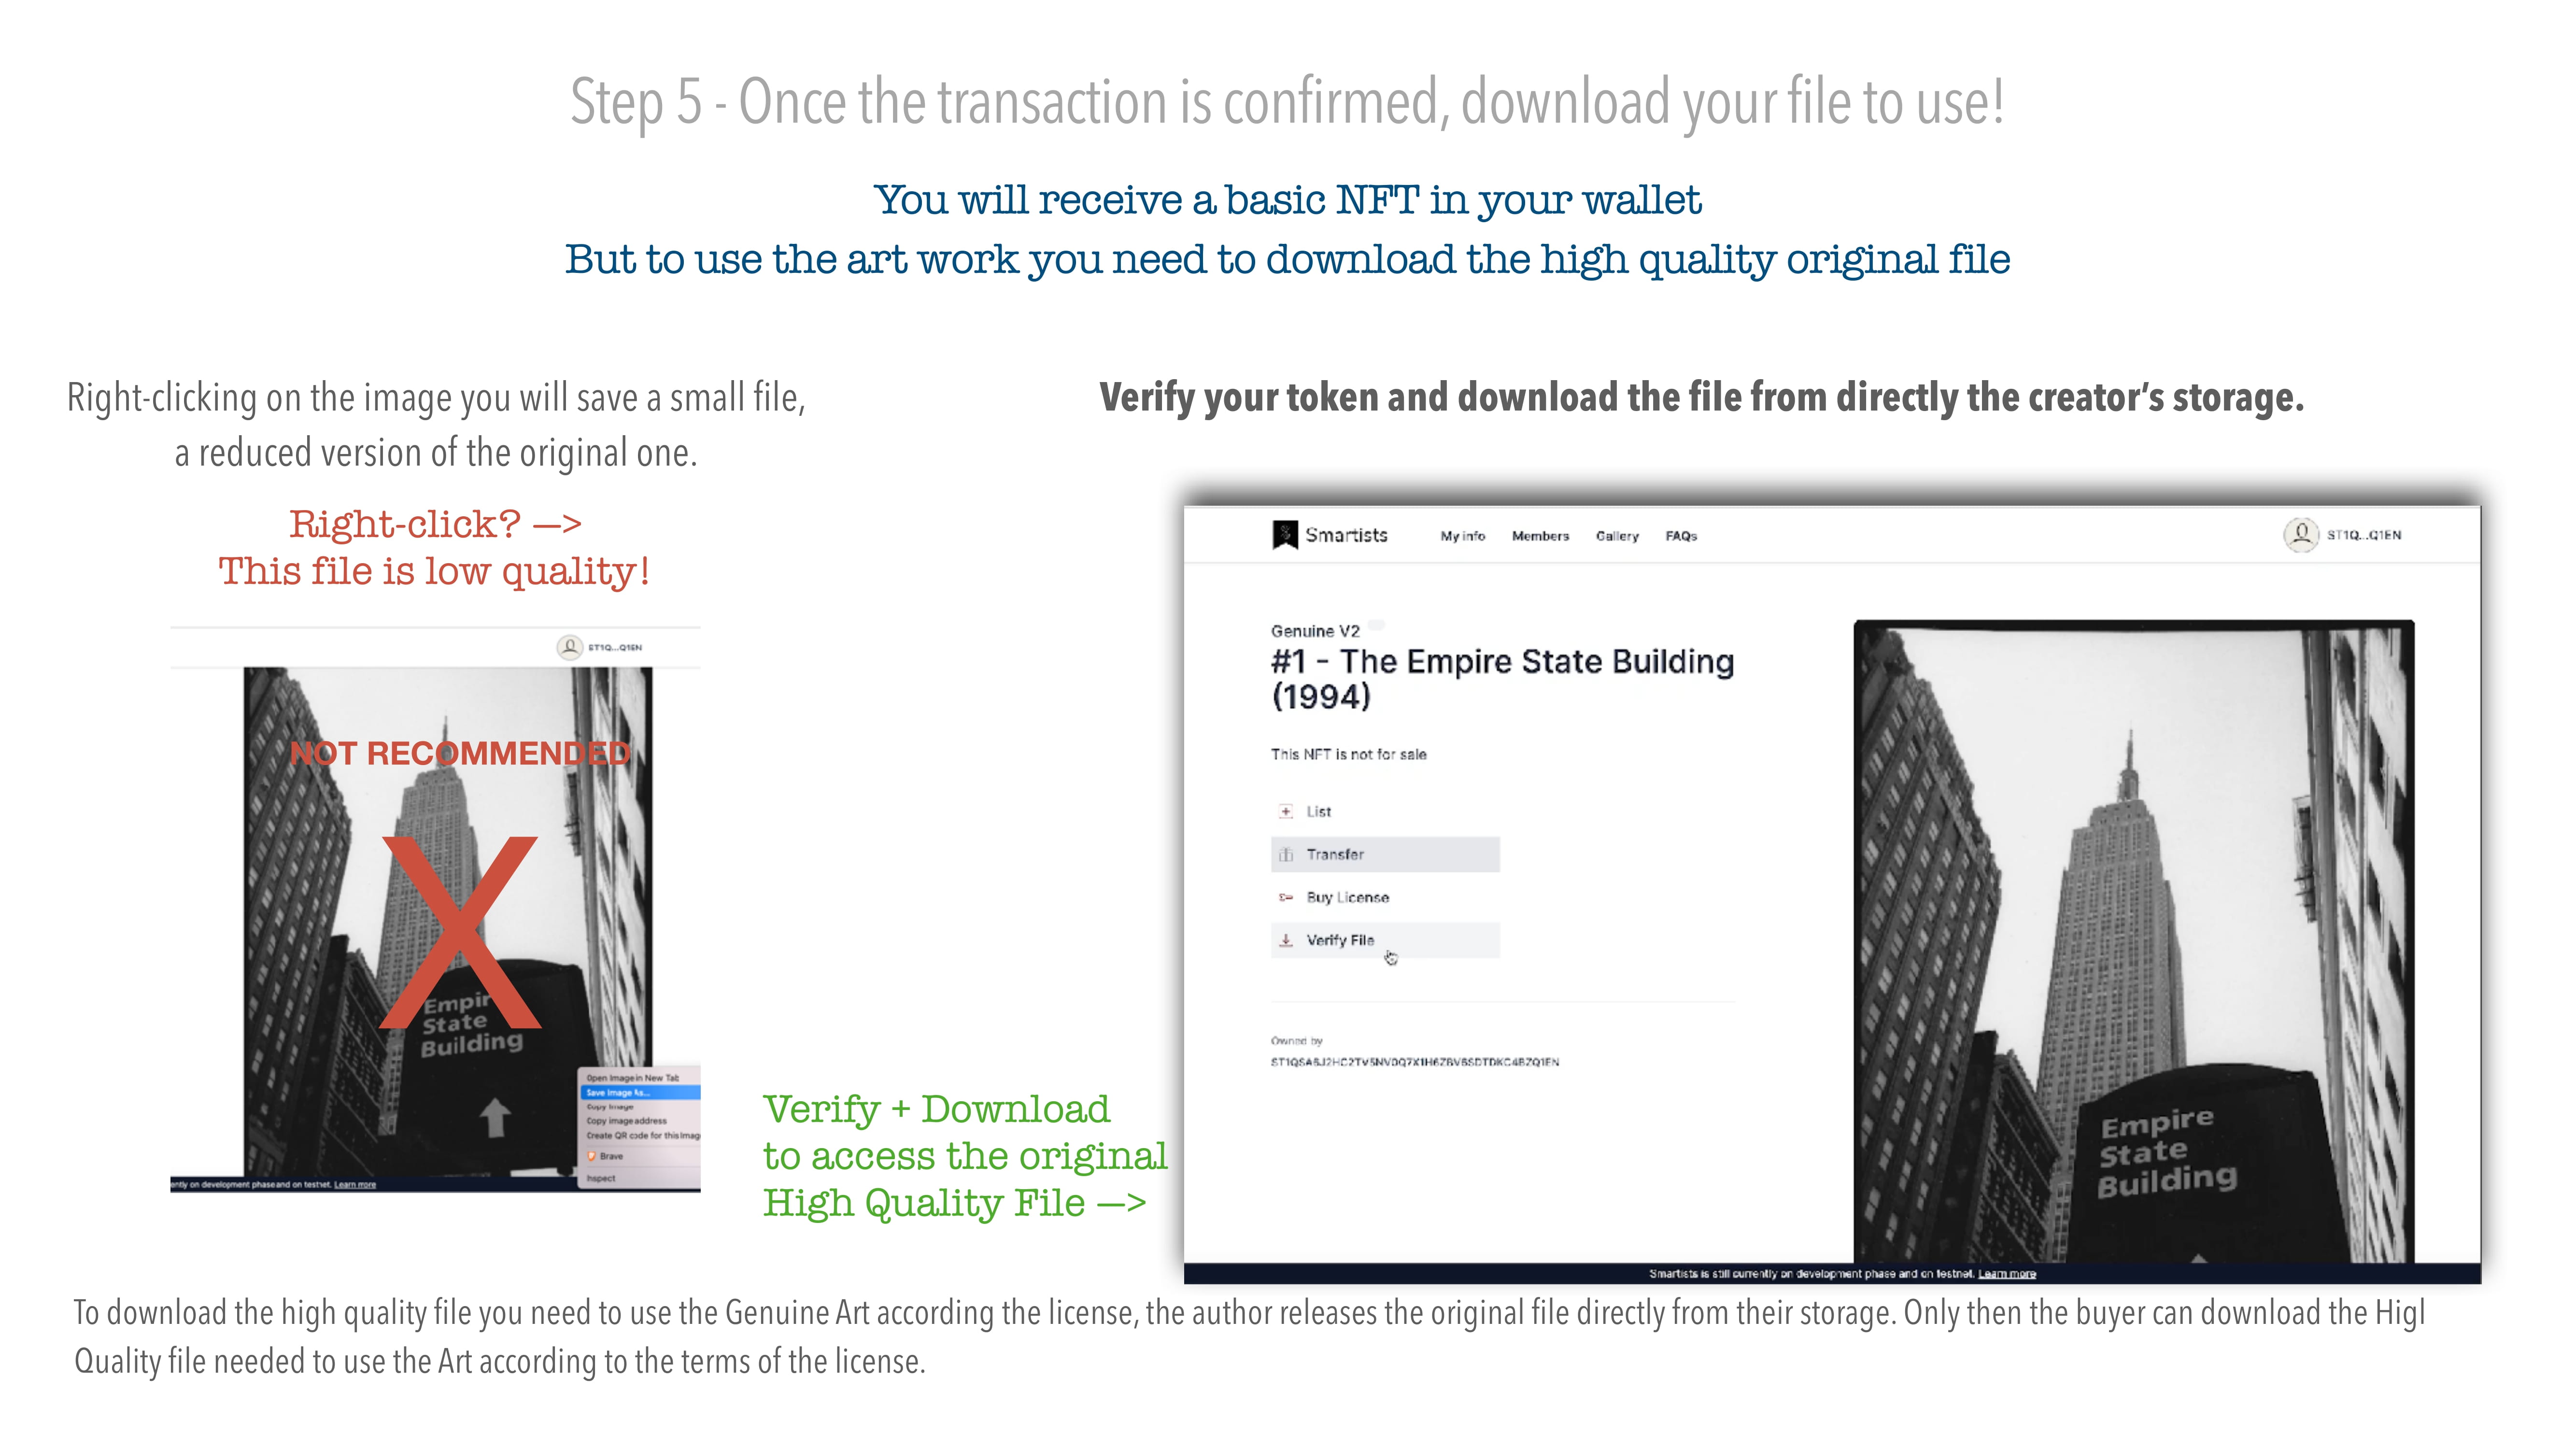 Step 5 - Once the transaction is confirmed, download your file to use!
You will receive a basic NFT in your wallet
But to use the art work you need to download the high quality original file
Right-clicking on the image you will save a small file,
a reduced version of the original one.
Right-click? —>
This file is low quality!
ST1Q...Q1EN
NOT RECOMMENDED
X
Empir
State
Building
Open Image in New Tab
Save Image As...
Copy Image
Copy image address
Create QR code for this Imag
Brave
Inspect
ently on development phase and on testnet. Learn more
Verify + Download
to access the original
High Quality File —>
Verify your token and download the file from directly the creator’s storage.
Smartists My info Members Gallery FAQs ST1Q...Q1EN
Genuine V2
#1 - The Empire State Building
(1994)
This NFT is not for sale
List
Transfer
Buy License
Verify File
Owned by
Empire
State
Building
Smartists is still currently on development phase and on testnet. Learn more
To download the high quality file you need to use the Genuine Art according the license, the author releases the original file directly from their storage. Only then the buyer can download the Higl
Quality file needed to use the Art according to the terms of the license.